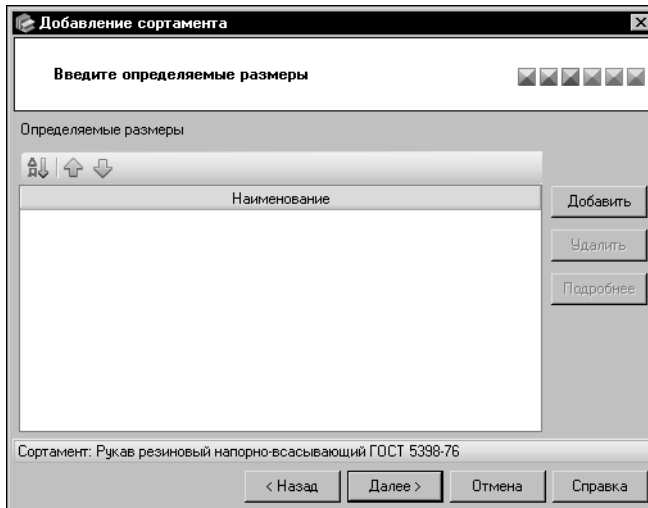 Добавление сортамента
Введите определяемые размеры
Определяемые размеры
Наименование
Добавить
Удалить
Подробнее
Сортамент: Рукав резиновый напорно-всасывающий ГОСТ 5398-76
< Назад
Далее >
Отмена
Справка